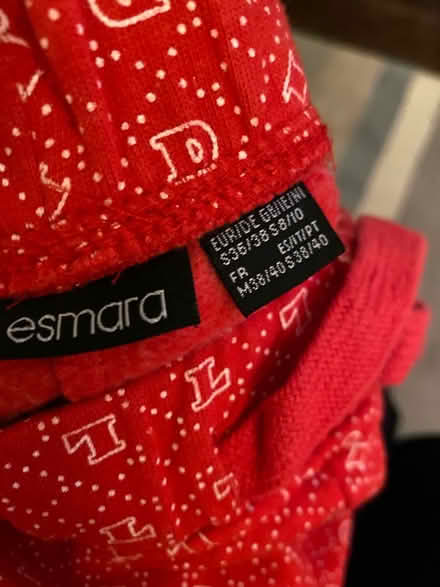 D
esmara
EUR/DE GB/IE/NI
S36/38 S8/10
FR ES/IT/PT
M38/40 S38/40
L